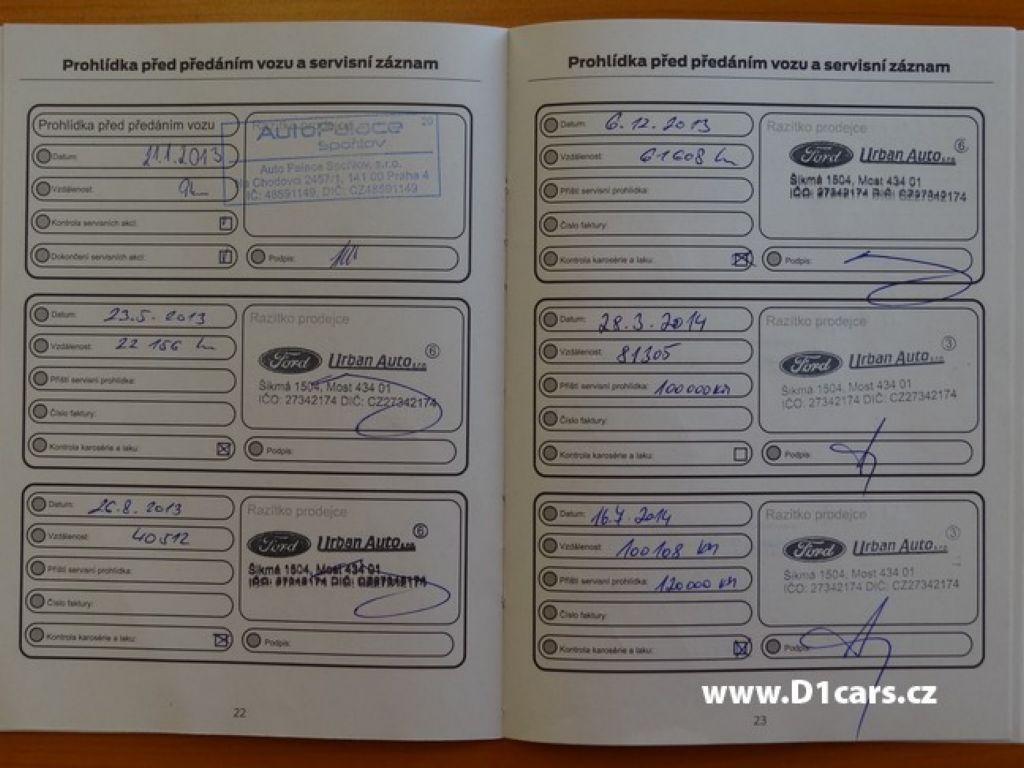 Prohlídka před předáním vozu a servisní záznam
Prohlídka před předáním vozu
Datum: 21.1.2013
Vzdálenost:
Kontrola servisních akcí:
Dokončení servisních akcí:
20
AutoPalace
Spořilov
Auto Palace Spořilov, s.r.o.
Na Chodovci 2457/1, 141 00 Praha 4
IČ: 48591149, DIČ: CZ48591149
Podpis:
Datum: 23.5. 2013
Vzdálenost: 22 156 km
Příští servisní prohlídka:
Číslo faktury:
Kontrola karosérie a laku:
Razítko prodejce
6
Ford Urban Auto s.r.o.
Šikmá 1504, Most 434 01
IČO: 27342174 DIČ: CZ27342174
Podpis:
Datum: 26.8. 2013
Vzdálenost: 40512
Příští servisní prohlídka:
Číslo faktury:
Kontrola karosérie a laku:
Razítko prodejce
6
Ford Urban Auto s.r.o.
Šikmá 1504, Most 434 01
IČO: 27342174 DIČ: CZ27342174
Podpis:
22
Prohlídka před předáním vozu a servisní záznam
Datum: 6.12.2013
Vzdálenost: 61608 km
Příští servisní prohlídka:
Číslo faktury:
Kontrola karosérie a laku:
Razítko prodejce
6
Ford Urban Auto s.r.o.
Šikmá 1504, Most 434 01
IČO: 27342174 DIČ: CZ27342174
Podpis:
Datum: 28.3.2014
Vzdálenost: 81305
Příští servisní prohlídka: 100000km
Číslo faktury:
Kontrola karosérie a laku:
Razítko prodejce
3
Ford Urban Auto s.r.o.
Šikmá 1504, Most 434 01
IČO: 27342174 DIČ: CZ27342174
Podpis:
Datum: 16.7.2014
Vzdálenost: 100108 km
Příští servisní prohlídka: 120000 km
Číslo faktury:
Kontrola karosérie a laku:
Razítko prodejce
3
Ford Urban Auto s.r.o.
Šikmá 1504, Most 434 01
IČO: 27342174 DIČ: CZ27342174
Podpis:
www.D1cars.cz
23